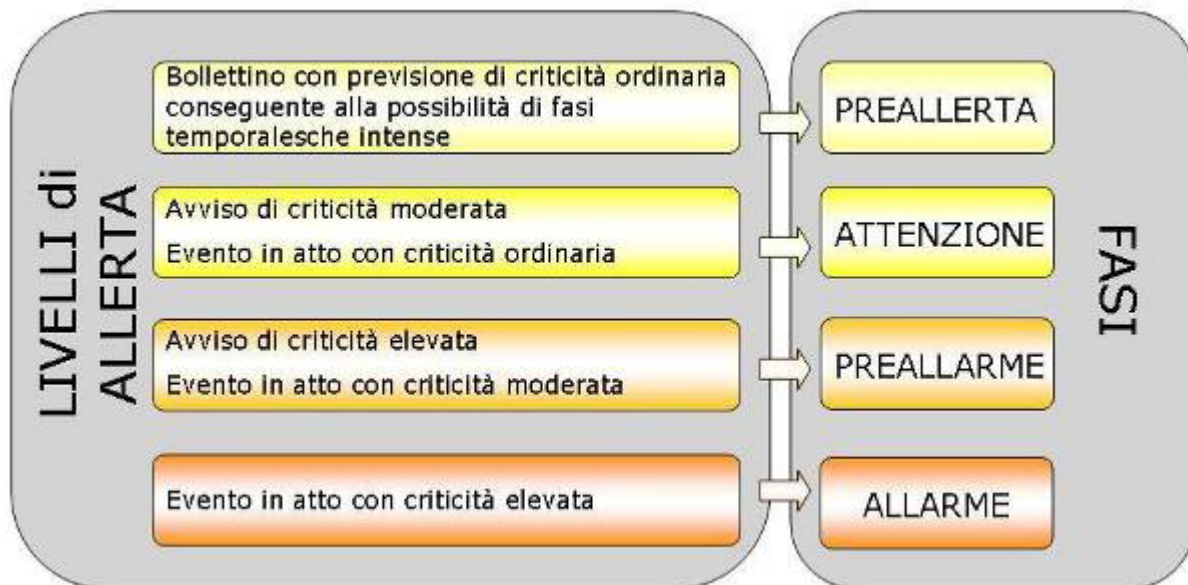 LIVELLI di
ALLERTA
Bollettino con previsione di criticità ordinaria
conseguente alla possibilità di fasi
temporalesche intense
PREALLERTA
Avviso di criticità moderata
Evento in atto con criticità ordinaria
ATTENZIONE
Avviso di criticità elevata
Evento in atto con criticità moderata
PREALLARME
Evento in atto con criticità elevata
ALLARME
FASI